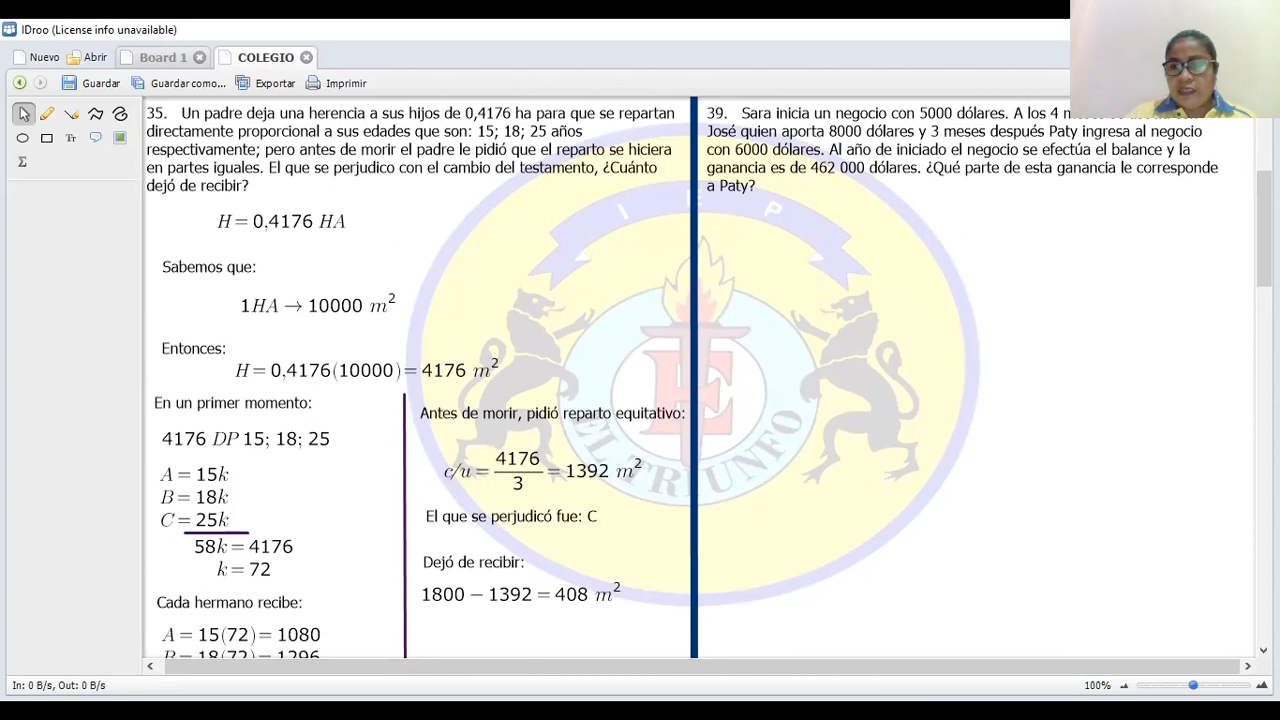 IDroo (License info unavailable)
Nuevo Abrir Board 1 COLEGIO
Guardar Guardar como... Exportar Imprimir
35. Un padre deja una herencia a sus hijos de 0,4176 ha para que se repartan
directamente proporcional a sus edades que son: 15; 18; 25 años
respectivamente; pero antes de morir el padre le pidió que el reparto se hiciera
en partes iguales. El que se perjudico con el cambio del testamento, ¿Cuánto
dejó de recibir?
H = 0,4176 HA
Sabemos que:
1HA → 10000 m²
Entonces:
H = 0,4176(10000) = 4176 m²
En un primer momento:
4176 DP 15; 18; 25
A = 15k
B = 18k
C = 25k
58k = 4176
k = 72
Cada hermano recibe:
A = 15(72) = 1080
B = 18(72) = 1296
Antes de morir, pidió reparto equitativo:
c/u = 4176/3 = 1392 m²
El que se perjudicó fue: C
Dejó de recibir:
1800 − 1392 = 408 m²
39. Sara inicia un negocio con 5000 dólares. A los 4
José quien aporta 8000 dólares y 3 meses después Paty ingresa al negocio
con 6000 dólares. Al año de iniciado el negocio se efectúa el balance y la
ganancia es de 462 000 dólares. ¿Qué parte de esta ganancia le corresponde
a Paty?
I E P
E
EL TRIUNFO
In: 0 B/s, Out: 0 B/s
100%